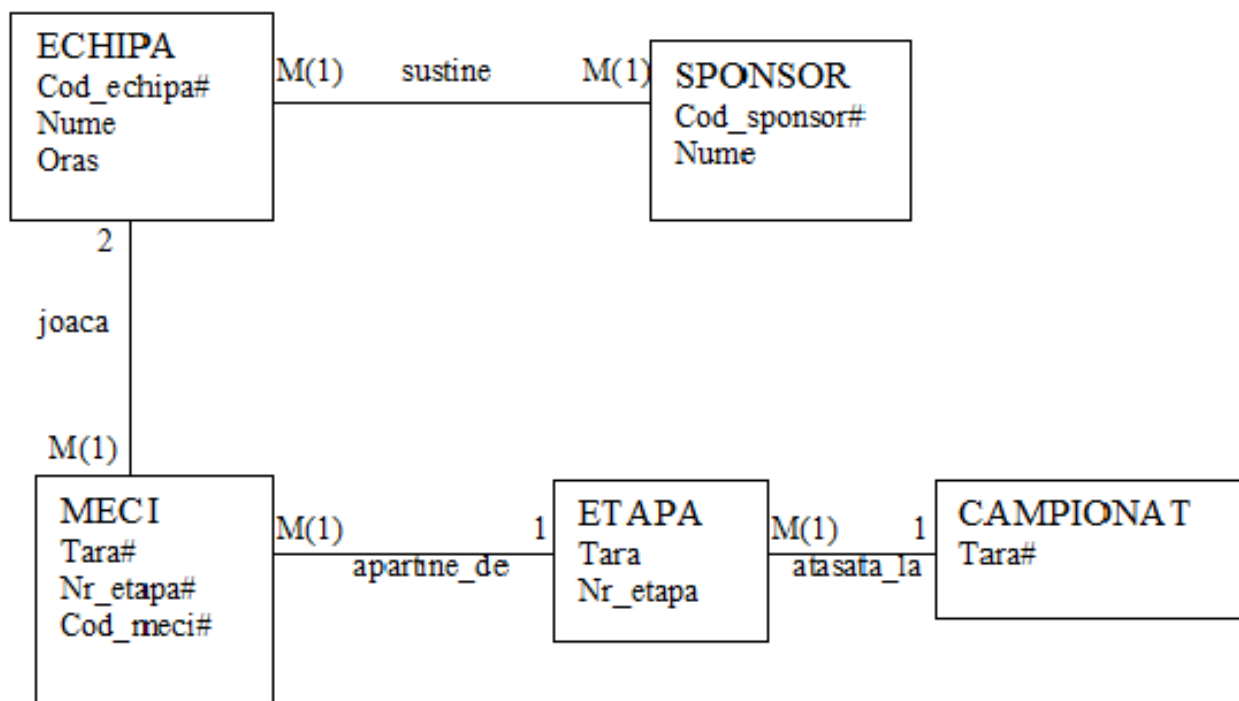 ECHIPA
Cod_echipa#
Nume
Oras
M(1) sustine M(1)
SPONSOR
Cod_sponsor#
Nume
2
joaca
M(1)
MECI
Tara#
Nr_etapa#
Cod_meci#
M(1) 1
apartine_de
ETAPA
Tara
Nr_etapa
M(1) 1
atasata_la
CAMPIONAT
Tara#